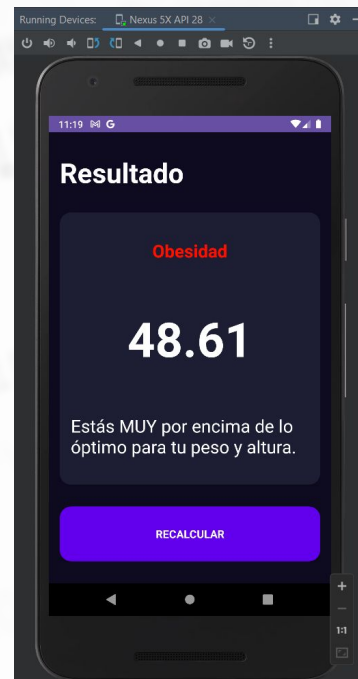 Running Devices: Nexus 5X API 28
11:19 G
Resultado
Obesidad
48.61
Estás MUY por encima de lo
óptimo para tu peso y altura.
RECALCULAR
1:1